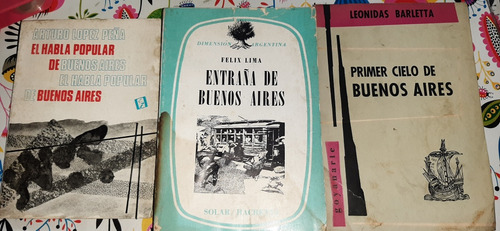 ARTURO LOPEZ PEÑA
EL HABLA POPULAR
DE BUENOS AIRES
EL HABLA POPULAR
DE BUENOS AIRES
DIMENSION ARGENTINA
FELIX LIMA
ENTRAÑA DE
BUENOS AIRES
SOLAR/HACHETTE
LEONIDAS BARLETTA
PRIMER CIELO DE
BUENOS AIRES
goyanarte